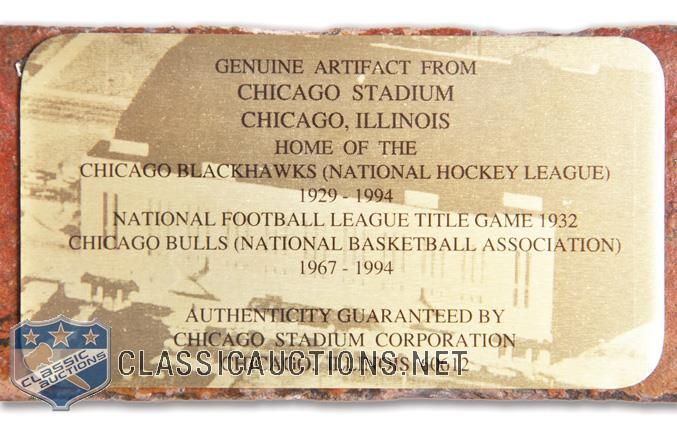 GENUINE ARTIFACT FROM
CHICAGO STADIUM
CHICAGO, ILLINOIS
HOME OF THE
CHICAGO BLACKHAWKS (NATIONAL HOCKEY LEAGUE)
1929 - 1994
NATIONAL FOOTBALL LEAGUE TITLE GAME 1932
CHICAGO BULLS (NATIONAL BASKETBALL ASSOCIATION)
1967 - 1994
AUTHENTICITY GUARANTEED BY
CHICAGO STADIUM CORPORATION
CLASSIC AUCTIONS
CLASSICAUCTIONS.NET